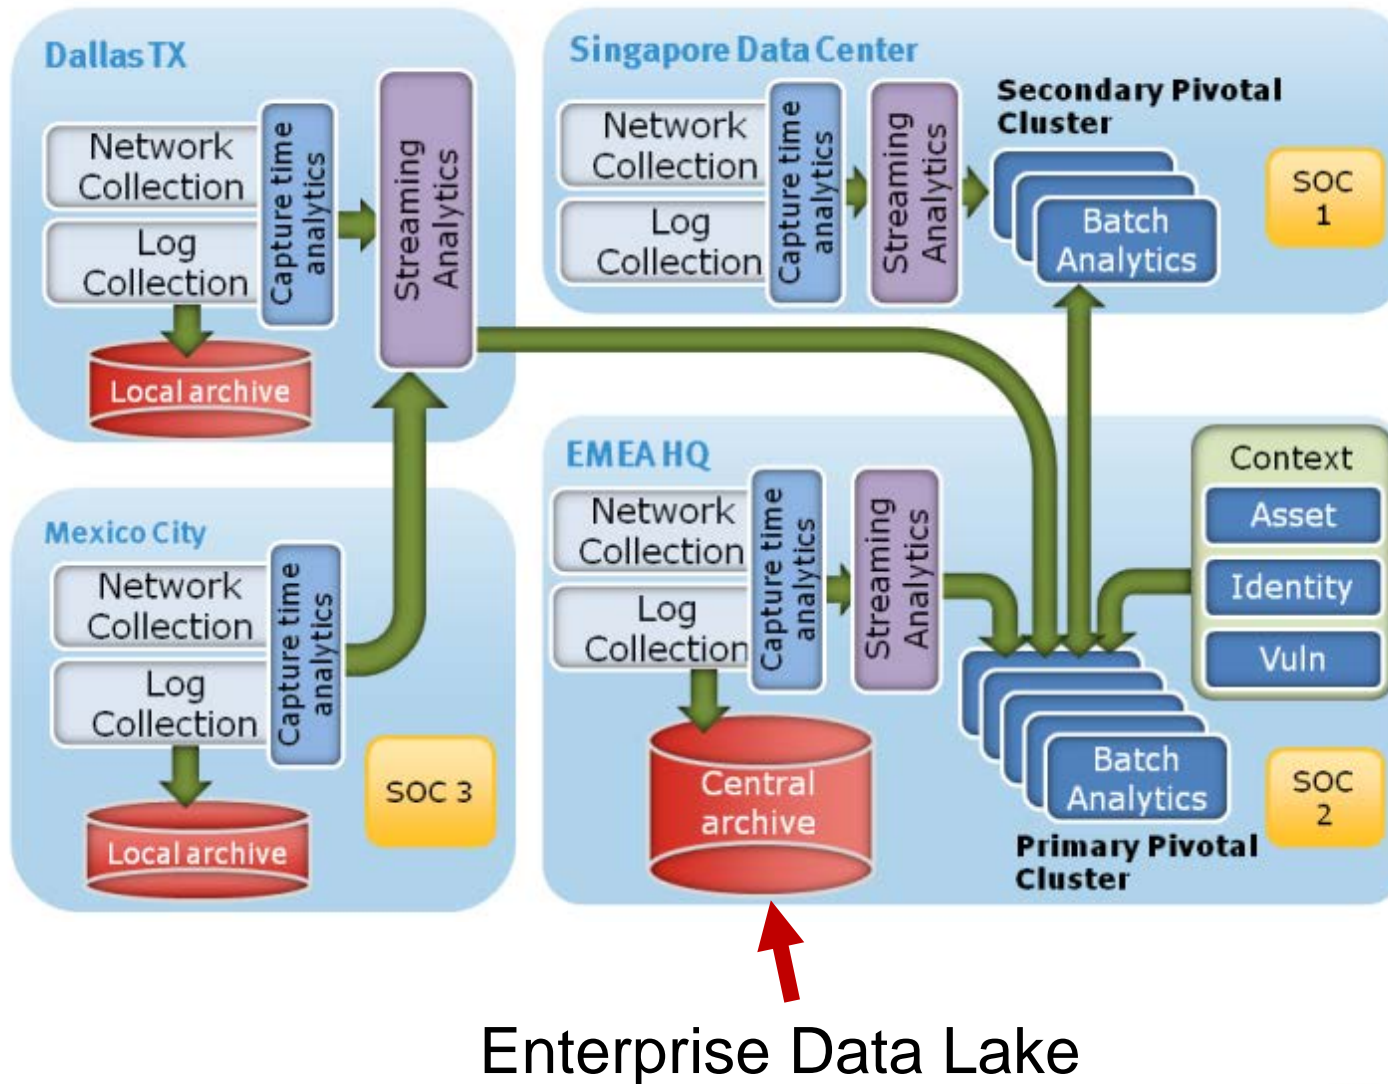 Dallas TX
Network
Collection
Log
Collection
Capture time
analytics
Streaming
Analytics
Local archive
Singapore Data Center
Network
Collection
Log
Collection
Capture time
analytics
Streaming
Analytics
Secondary Pivotal
Cluster
Batch
Analytics
SOC
1
Mexico City
Network
Collection
Log
Collection
Capture time
analytics
Local archive
SOC 3
EMEA HQ
Network
Collection
Log
Collection
Capture time
analytics
Streaming
Analytics
Central
archive
Context
Asset
Identity
Vuln
Batch
Analytics
Primary Pivotal
Cluster
SOC
2
Enterprise Data Lake